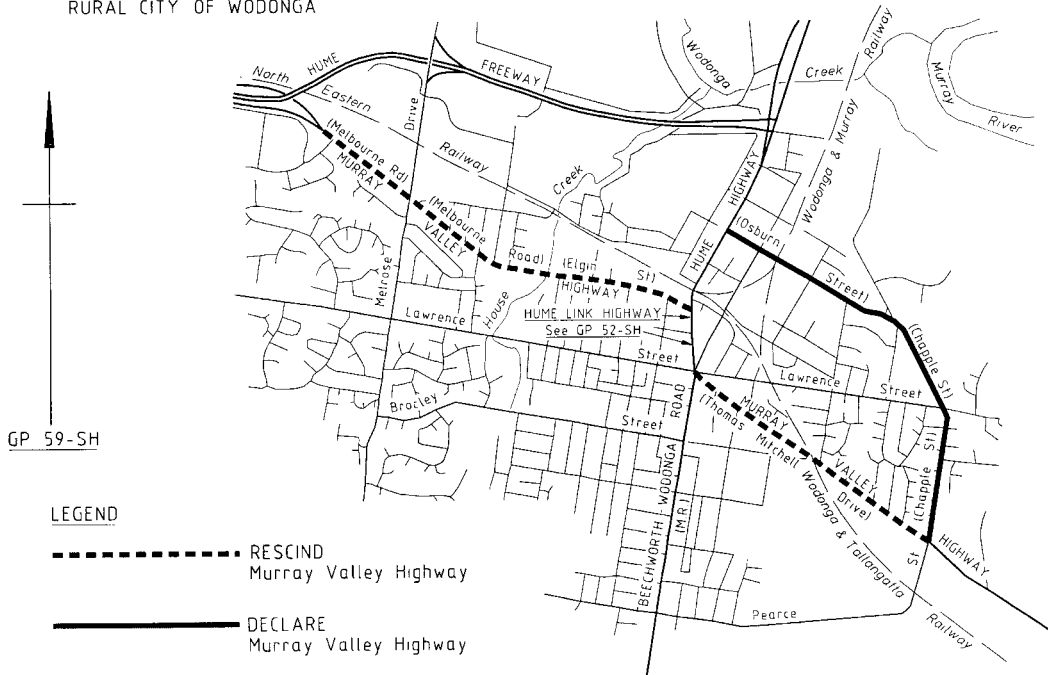 RURAL CITY OF WODONGA
North
Eastern
Railway
HUME
FREEWAY
Drive
Melrose
Wodonga
Creek
Railway
Wodonga & Murray
Murray
River
(Melbourne Rd)
MURRAY
VALLEY
(Melbourne
Road)
(Elgin
St)
HIGHWAY
Creek
House
HUME HIGHWAY
(Osburn
Street)
(Chapple St)
HUME LINK HIGHWAY
See GP 52-SH
Lawrence
Street
Lawrence
Street
Street
MURRAY
VALLEY
(Thomas Mitchell
Drive)
HIGHWAY
(Chapple St)
St
BEECHWORTH - WODONGA
ROAD
(M.R.)
Wodonga & Tallangatta
Railway
Pearce
GP 59-SH
LEGEND
RESCIND
Murray Valley Highway
DECLARE
Murray Valley Highway